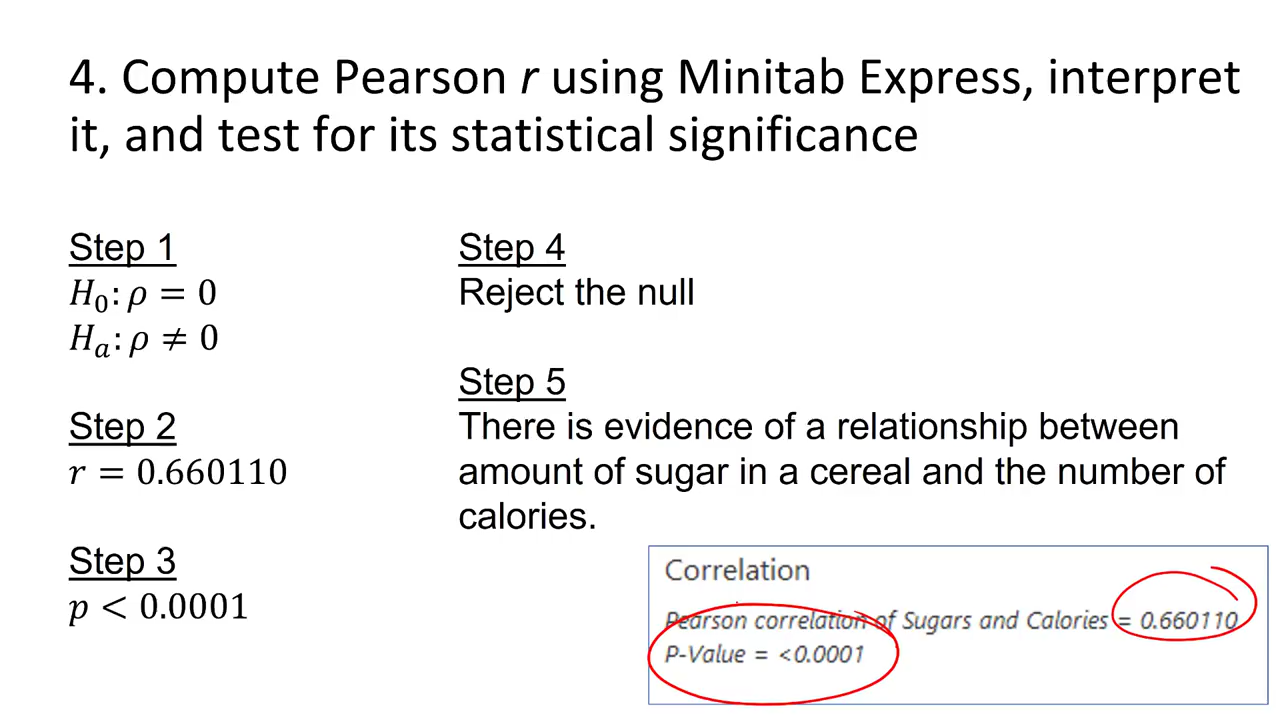 4. Compute Pearson r using Minitab Express, interpret
it, and test for its statistical significance
Step 1
H₀: ρ = 0
Hₐ: ρ ≠ 0
Step 2
r = 0.660110
Step 3
p < 0.0001
Step 4
Reject the null
Step 5
There is evidence of a relationship between
amount of sugar in a cereal and the number of
calories.
Correlation
Pearson correlation of Sugars and Calories = 0.660110
P-Value = <0.0001